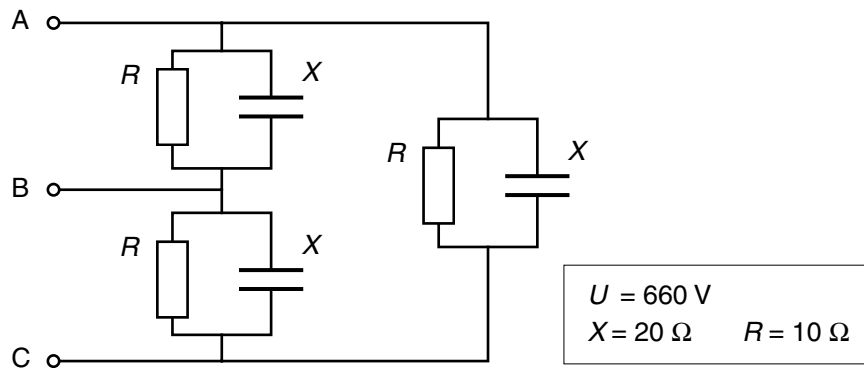 A
R
X
R
X
B
R
X
C
U = 660 V
X = 20 Ω R = 10 Ω